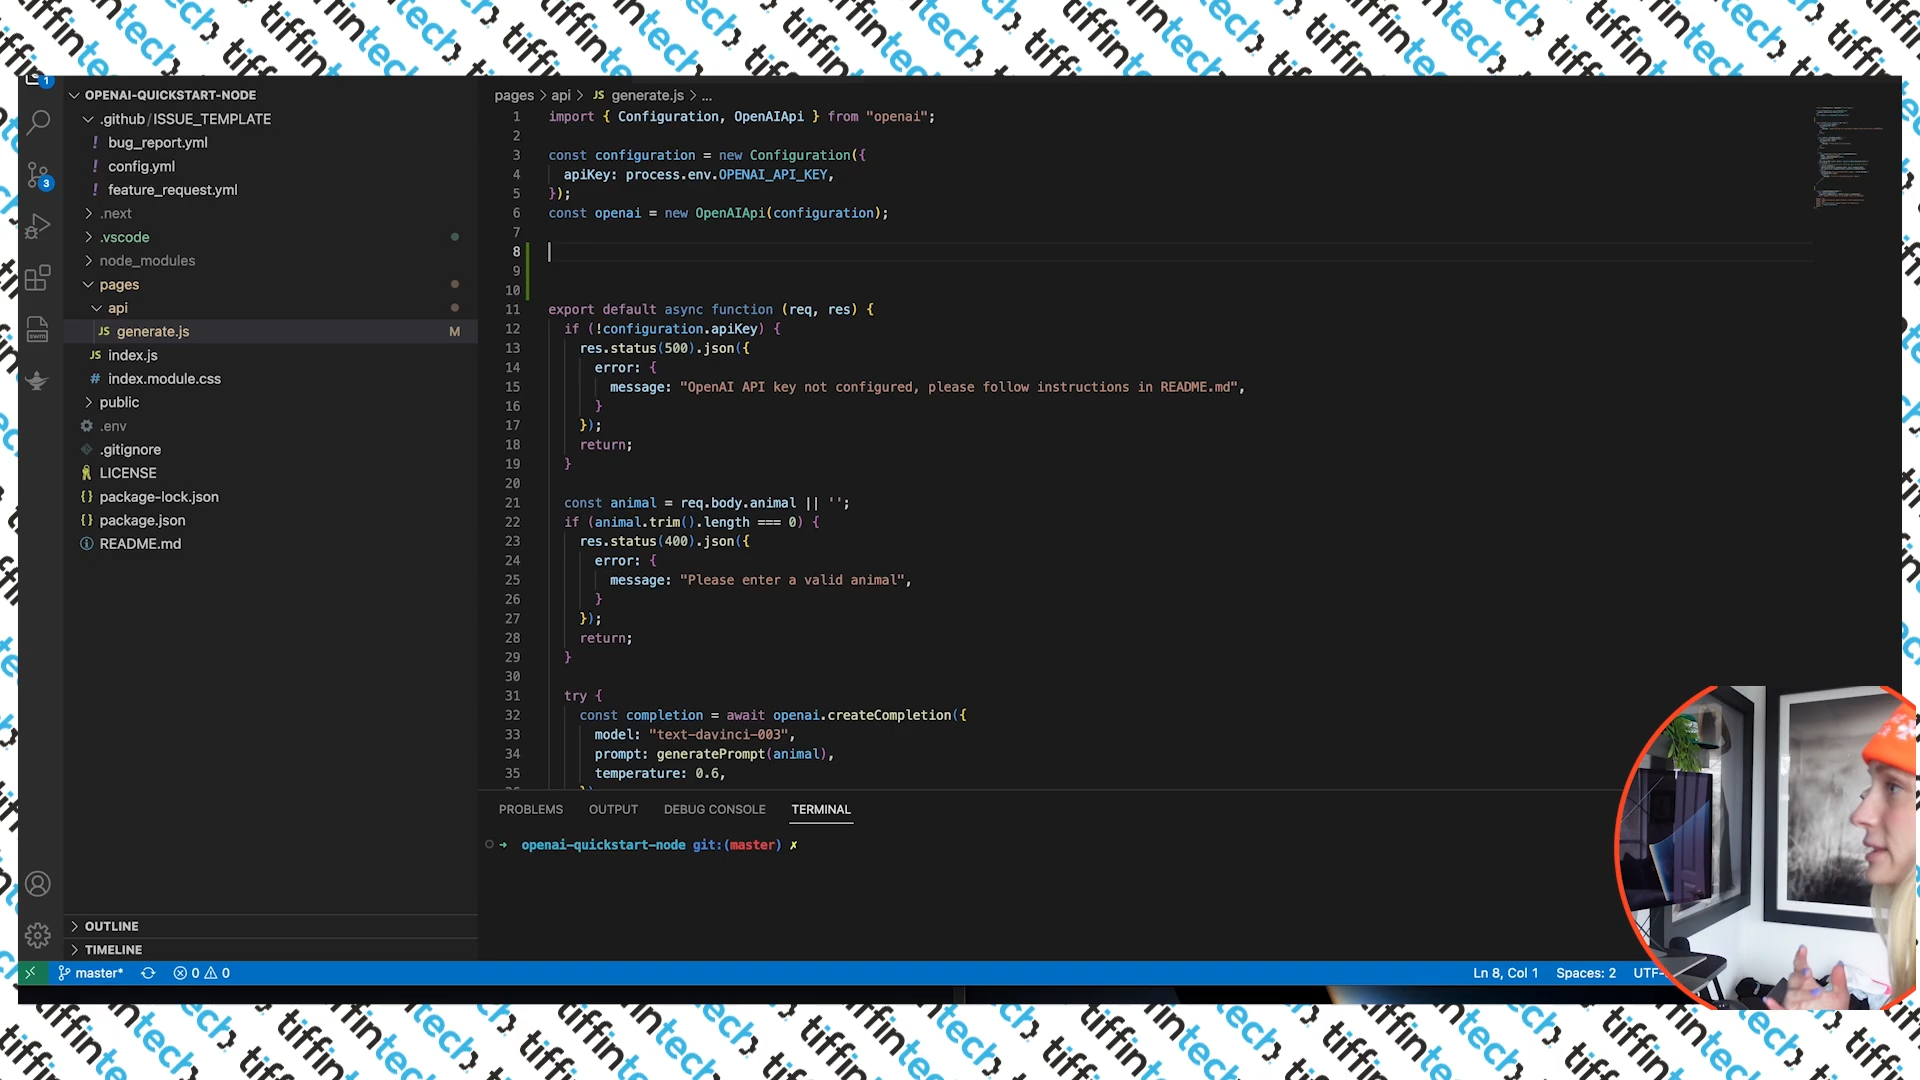 tiffintech
1
OPENAI-QUICKSTART-NODE
.github/ISSUE_TEMPLATE
! bug_report.yml
! config.yml
3
! feature_request.yml
.next
.vscode
node_modules
pages
api
JS generate.js M
JS index.js
# index.module.css
public
.env
.gitignore
LICENSE
{} package-lock.json
{} package.json
README.md
OUTLINE
TIMELINE
pages > api > JS generate.js > ...
1 import { Configuration, OpenAIApi } from "openai";
2
3 const configuration = new Configuration({
4 apiKey: process.env.OPENAI_API_KEY,
5 });
6 const openai = new OpenAIApi(configuration);
7
8
9
10
11 export default async function (req, res) {
12 if (!configuration.apiKey) {
13 res.status(500).json({
14 error: {
15 message: "OpenAI API key not configured, please follow instructions in README.md",
16 }
17 });
18 return;
19 }
20
21 const animal = req.body.animal || '';
22 if (animal.trim().length === 0) {
23 res.status(400).json({
24 error: {
25 message: "Please enter a valid animal",
26 }
27 });
28 return;
29 }
30
31 try {
32 const completion = await openai.createCompletion({
33 model: "text-davinci-003",
34 prompt: generatePrompt(animal),
35 temperature: 0.6,
PROBLEMS OUTPUT DEBUG CONSOLE TERMINAL
→ openai-quickstart-node git:(master) ✗
master* 0 0 Ln 8, Col 1 Spaces: 2 UTF-